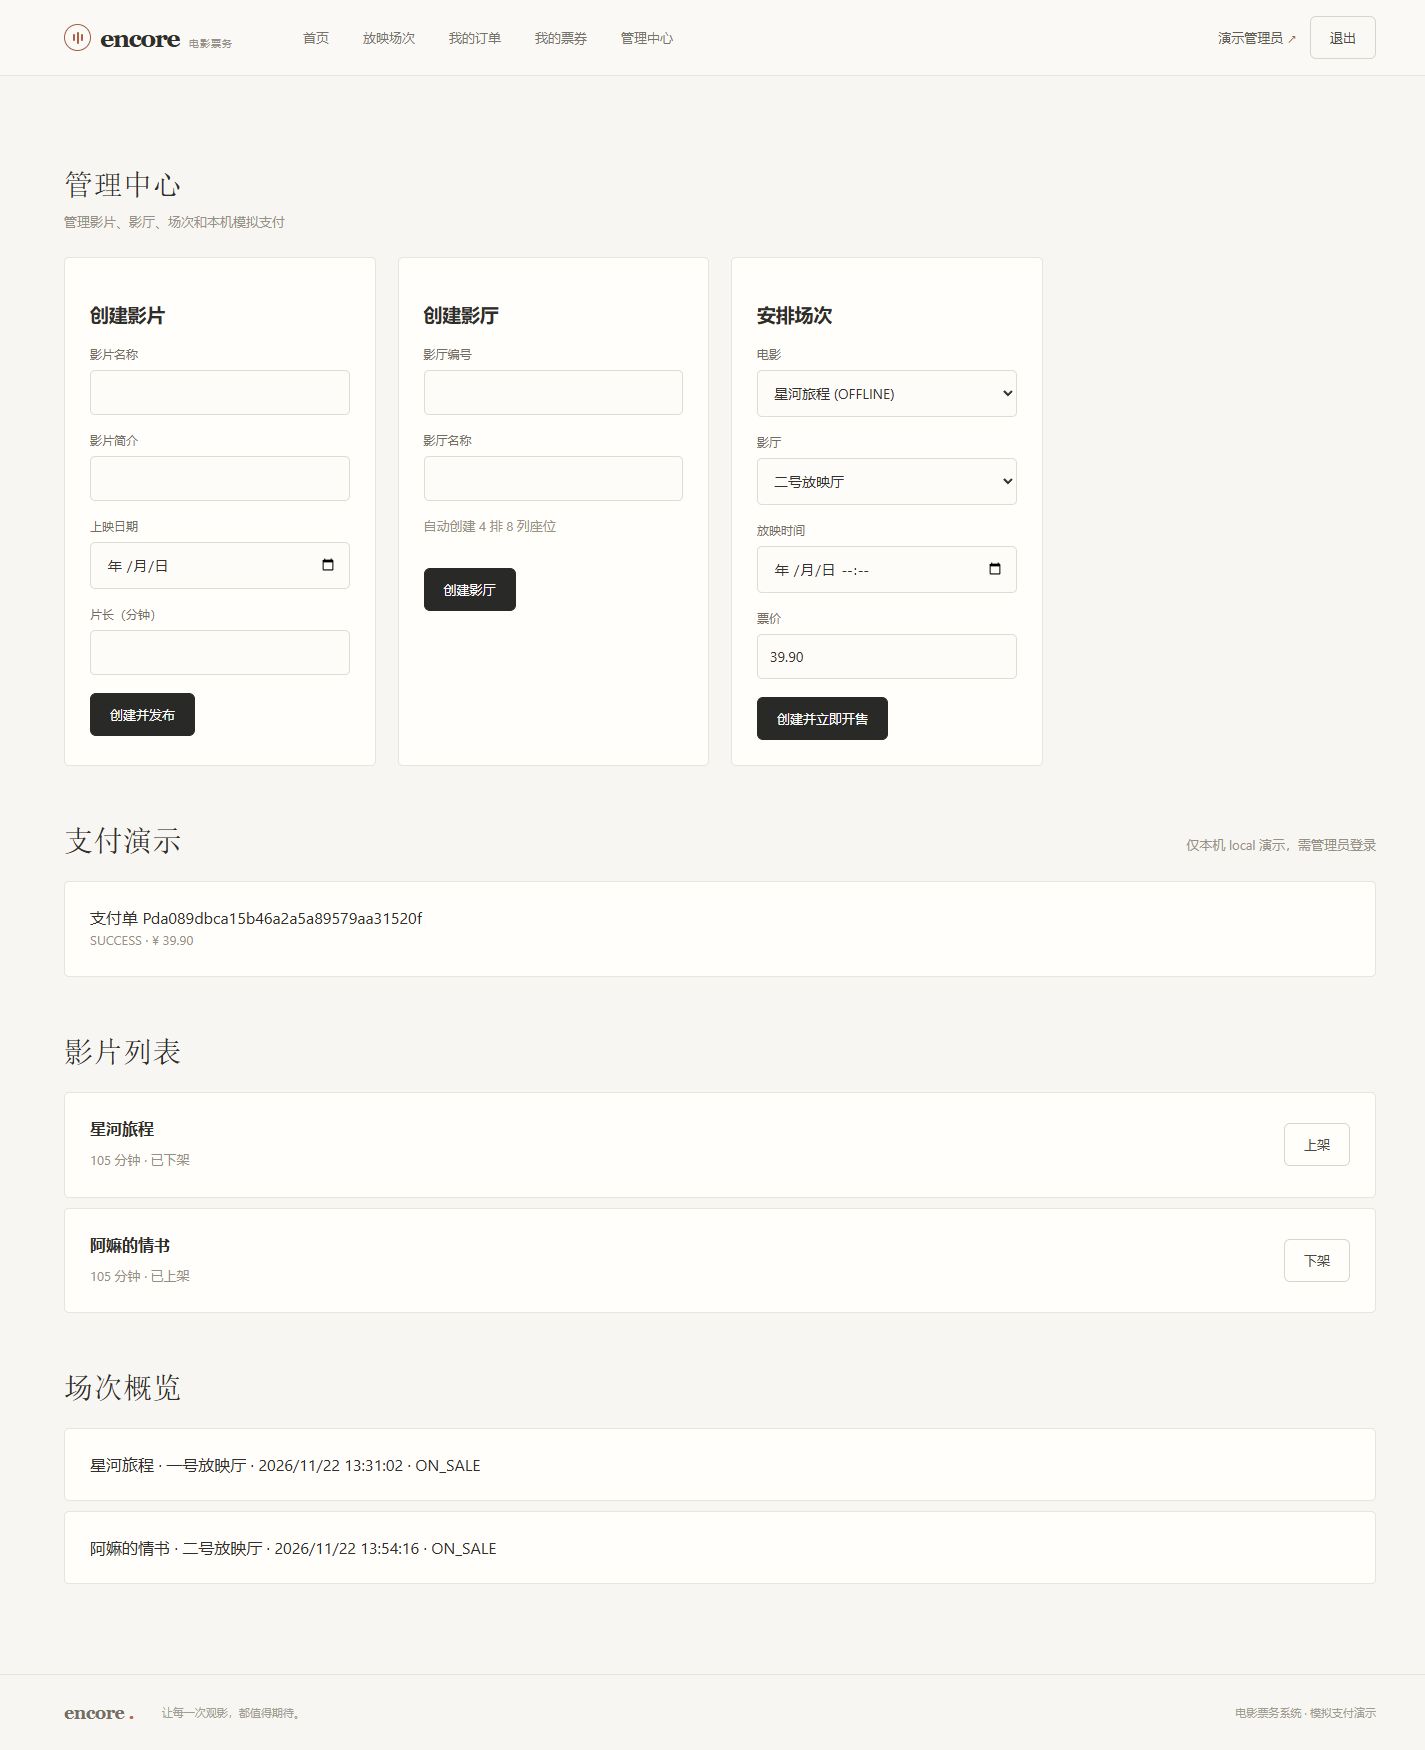 encore 电影票务 首页 放映场次 我的订单 我的票券 管理中心 演示管理员 ↗ 退出
管理中心
管理影片、影厅、场次和本机模拟支付
创建影片
影片名称
影片简介
上映日期
年 /月/日
片长（分钟）
创建并发布
创建影厅
影厅编号
影厅名称
自动创建 4 排 8 列座位
创建影厅
安排场次
电影
星河旅程 (OFFLINE)
影厅
二号放映厅
放映时间
年 /月/日 --:--
票价
39.90
创建并立即开售
支付演示
仅本机 local 演示，需管理员登录
支付单 Pda089dbca15b46a2a5a89579aa31520f
SUCCESS · ¥ 39.90
影片列表
星河旅程
105 分钟 · 已下架
上架
阿嫲的情书
105 分钟 · 已上架
下架
场次概览
星河旅程 · 一号放映厅 · 2026/11/22 13:31:02 · ON_SALE
阿嫲的情书 · 二号放映厅 · 2026/11/22 13:54:16 · ON_SALE
encore . 让每一次观影，都值得期待。 电影票务系统 · 模拟支付演示